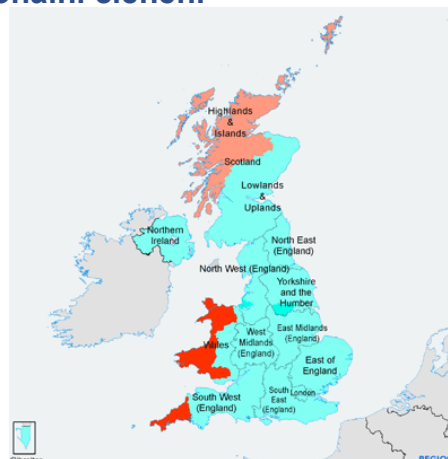 Highlands
&
Islands
Scotland
Lowlands
&
Uplands
Northern
Ireland
North East
(England)
North West (England)
Yorkshire
and the
Humber
East Midlands
(England)
West
Midlands
(England)
Wales
East of
England
South West
(England)
South
East
(England)
London